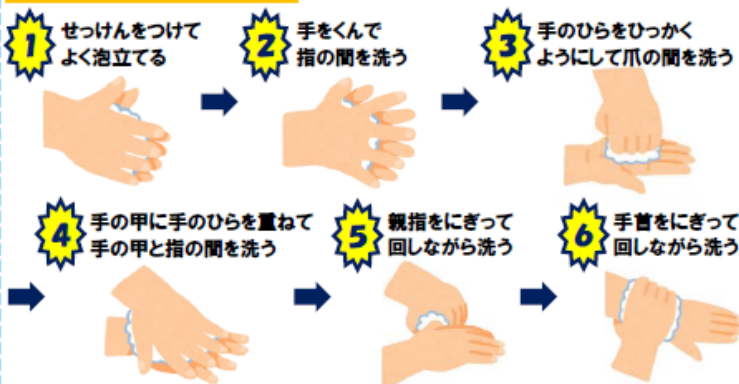 1
せっけんをつけて
よく泡立てる
2
手をくんで
指の間を洗う
3
手のひらをひっかく
ようにして爪の間を洗う
4
手の甲に手のひらを重ねて
手の甲と指の間を洗う
5
親指をにぎって
回しながら洗う
6
手首をにぎって
回しながら洗う